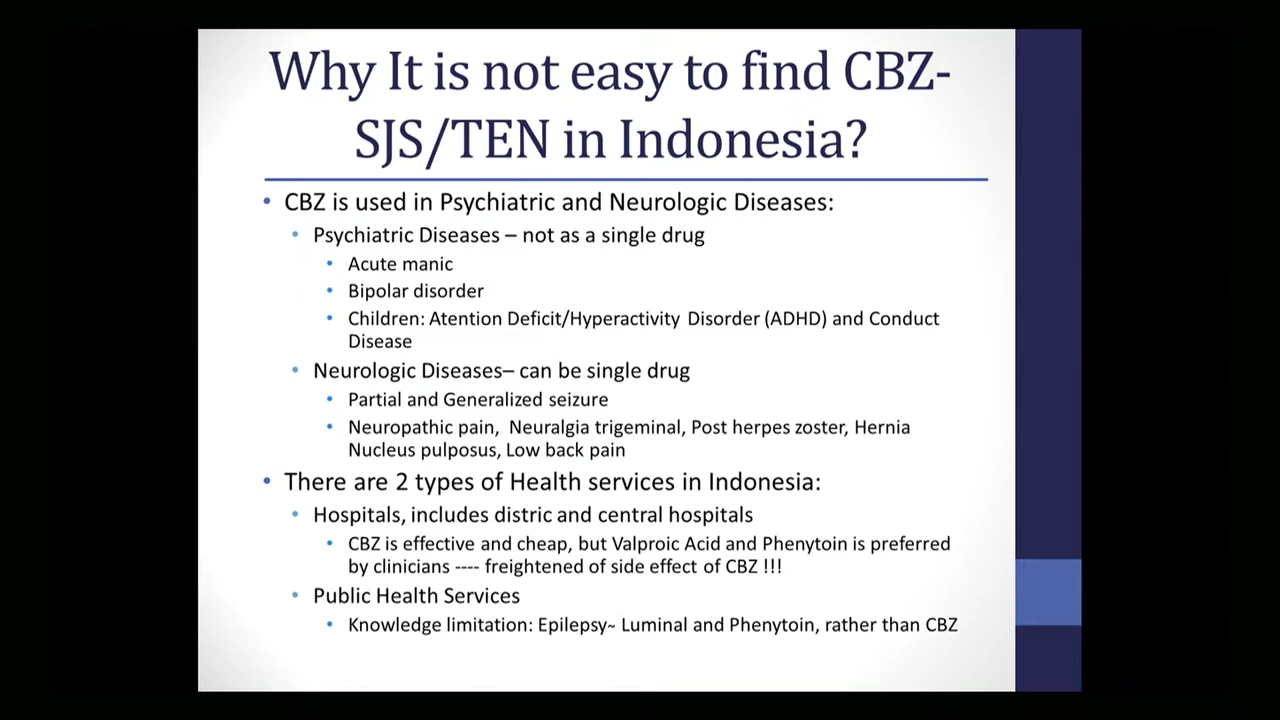 Why It is not easy to find CBZ-
SJS/TEN in Indonesia?
• CBZ is used in Psychiatric and Neurologic Diseases:
• Psychiatric Diseases – not as a single drug
• Acute manic
• Bipolar disorder
• Children: Atention Deficit/Hyperactivity Disorder (ADHD) and Conduct
Disease
• Neurologic Diseases– can be single drug
• Partial and Generalized seizure
• Neuropathic pain, Neuralgia trigeminal, Post herpes zoster, Hernia
Nucleus pulposus, Low back pain
• There are 2 types of Health services in Indonesia:
• Hospitals, includes distric and central hospitals
• CBZ is effective and cheap, but Valproic Acid and Phenytoin is preferred
by clinicians ---- freightened of side effect of CBZ !!!
• Public Health Services
• Knowledge limitation: Epilepsy~ Luminal and Phenytoin, rather than CBZ